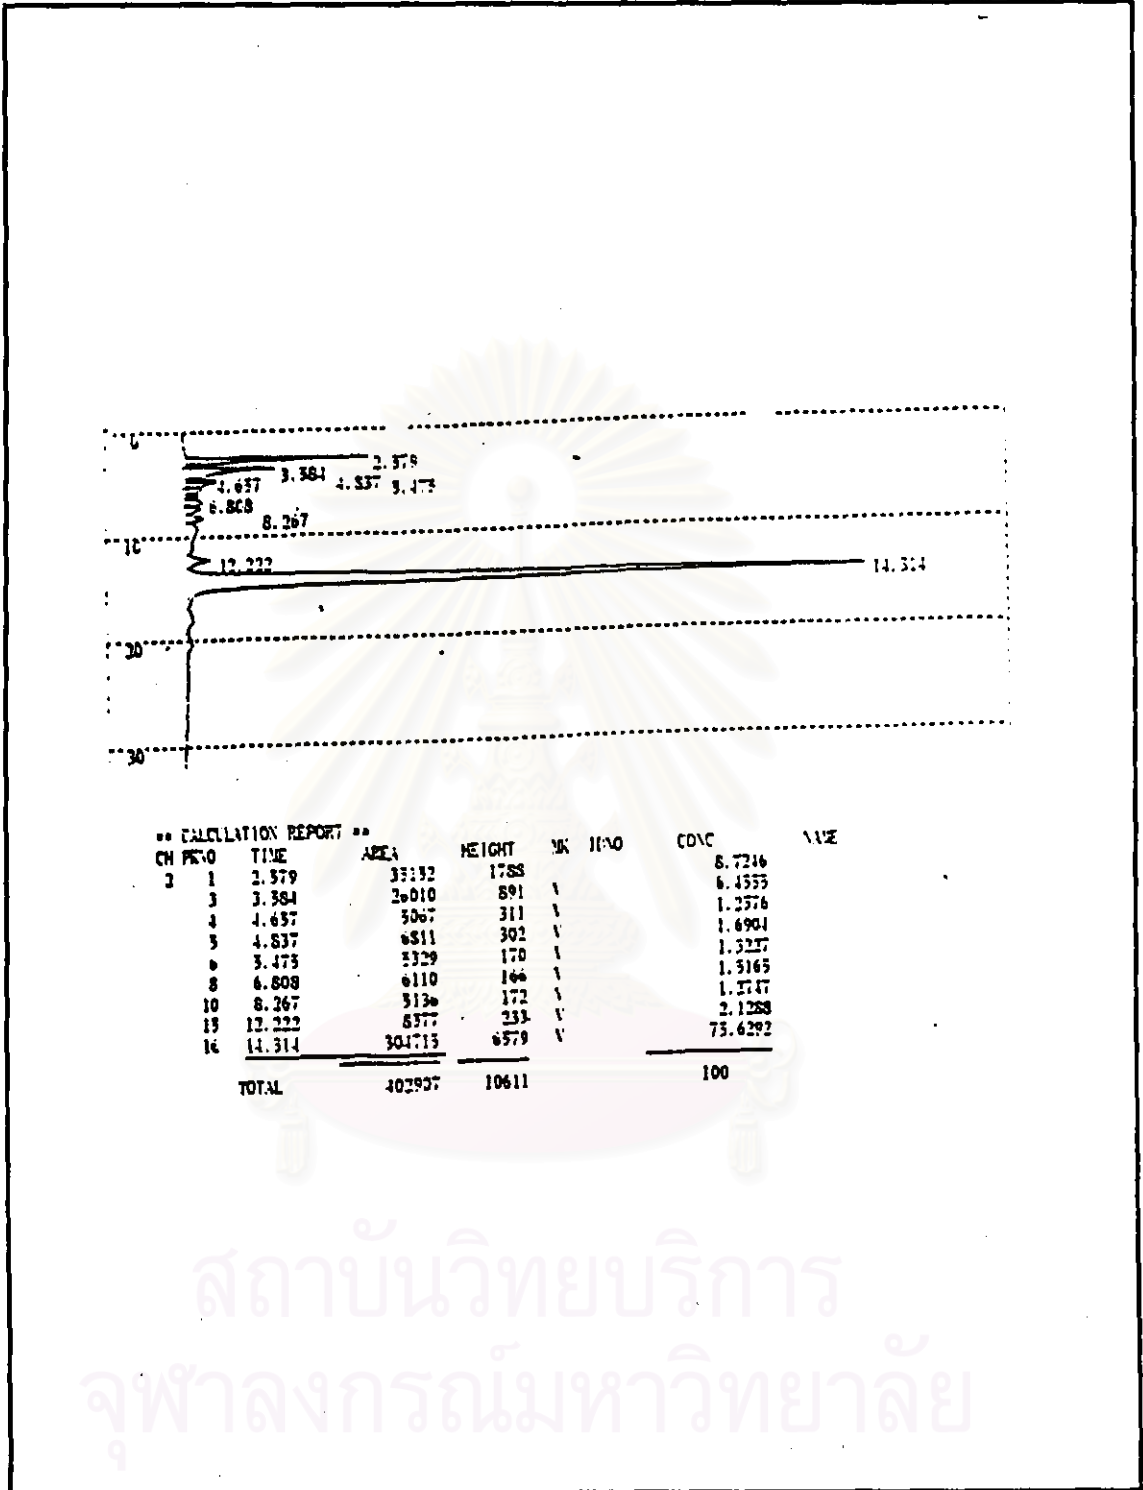 0
2.579
3.584
4.657
4.837
5.475
6.808
8.267
10
12.222
14.314
20
30
** CALCULATION REPORT **
CH PKNO TIME AREA HEIGHT MK IDNO CONC NAME
2 1 2.579 35152 1788 8.7246
3 3.584 26010 891 V 6.4555
4 4.657 5067 311 V 1.2576
5 4.837 6811 302 V 1.6904
6 5.475 5329 170 V 1.3227
8 6.808 6110 166 V 1.5165
10 8.267 5136 172 V 1.2747
15 12.222 8577 233 V 2.1288
16 14.314 304715 6579 V 75.6292
TOTAL 402907 10611 100
สถาบันวิทยบริการ
จุฬาลงกรณ์มหาวิทยาลัย